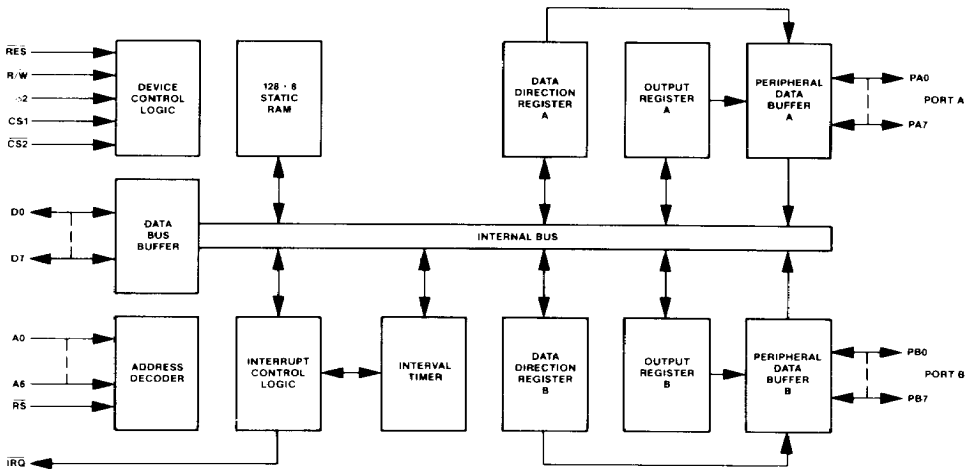 RES
R/W
φ2
CS1
CS2
DEVICE
CONTROL
LOGIC
128 · 8
STATIC
RAM
DATA
DIRECTION
REGISTER
A
OUTPUT
REGISTER
A
PERIPHERAL
DATA
BUFFER
A
PA0
PORT A
PA7
D0
D7
DATA
BUS
BUFFER
INTERNAL BUS
A0
A6
RS
ADDRESS
DECODER
INTERRUPT
CONTROL
LOGIC
INTERVAL
TIMER
DATA
DIRECTION
REGISTER
B
OUTPUT
REGISTER
B
PERIPHERAL
DATA
BUFFER
B
PB0
PORT B
PB7
IRQ